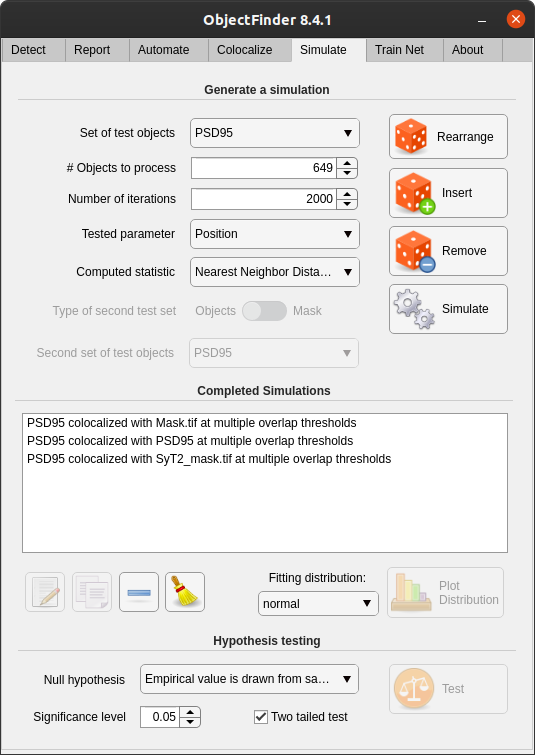 ObjectFinder 8.4.1
Detect Report Automate Colocalize Simulate Train Net About
Generate a simulation
Set of test objects PSD95 Rearrange
# Objects to process 649
Number of iterations 2000 Insert
Tested parameter Position
Computed statistic Nearest Neighbor Dista... Remove
Type of second test set Objects Mask Simulate
Second set of test objects PSD95
Completed Simulations
PSD95 colocalized with Mask.tif at multiple overlap thresholds
PSD95 colocalized with PSD95 at multiple overlap thresholds
PSD95 colocalized with SyT2_mask.tif at multiple overlap thresholds
Fitting distribution:
normal
Plot
Distribution
Hypothesis testing
Null hypothesis Empirical value is drawn from sa... Test
Significance level 0.05 Two tailed test